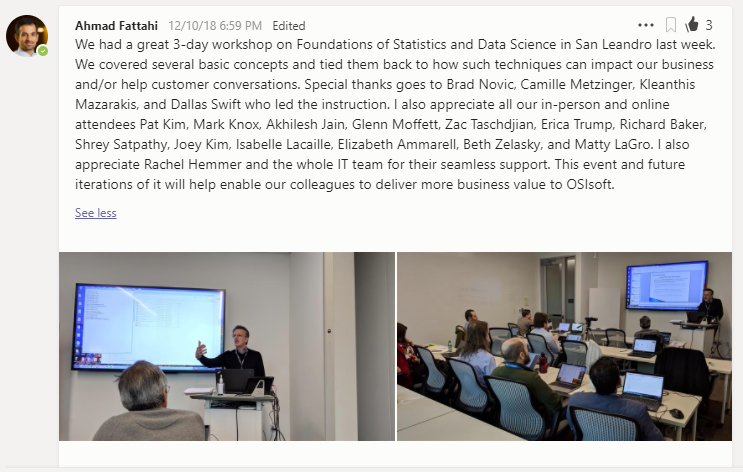 Ahmad Fattahi 12/10/18 6:59 PM Edited 3
We had a great 3-day workshop on Foundations of Statistics and Data Science in San Leandro last week.
We covered several basic concepts and tied them back to how such techniques can impact our business
and/or help customer conversations. Special thanks goes to Brad Novic, Camille Metzinger, Kleanthis
Mazarakis, and Dallas Swift who led the instruction. I also appreciate all our in-person and online
attendees Pat Kim, Mark Knox, Akhilesh Jain, Glenn Moffett, Zac Taschdjian, Erica Trump, Richard Baker,
Shrey Satpathy, Joey Kim, Isabelle Lacaille, Elizabeth Ammarell, Beth Zelasky, and Matty LaGro. I also
appreciate Rachel Hemmer and the whole IT team for their seamless support. This event and future
iterations of it will help enable our colleagues to deliver more business value to OSIsoft.
See less